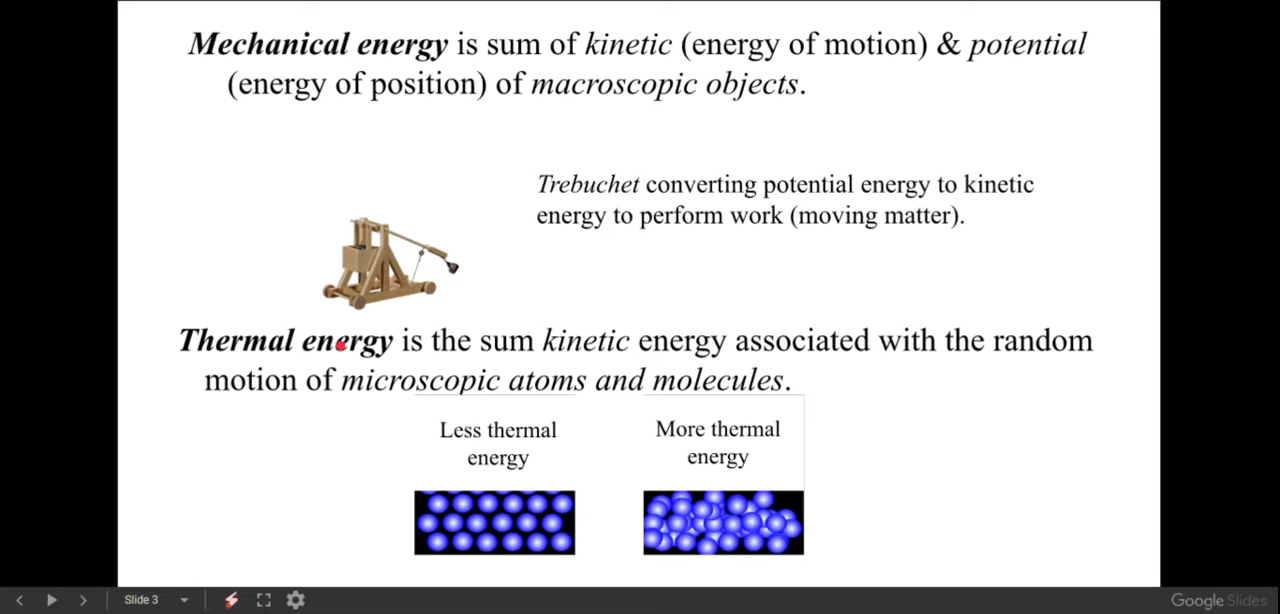 Mechanical energy is sum of kinetic (energy of motion) & potential
(energy of position) of macroscopic objects.
Trebuchet converting potential energy to kinetic
energy to perform work (moving matter).
Thermal energy is the sum kinetic energy associated with the random
motion of microscopic atoms and molecules.
Less thermal
energy
More thermal
energy
Slide 3
Google Slides